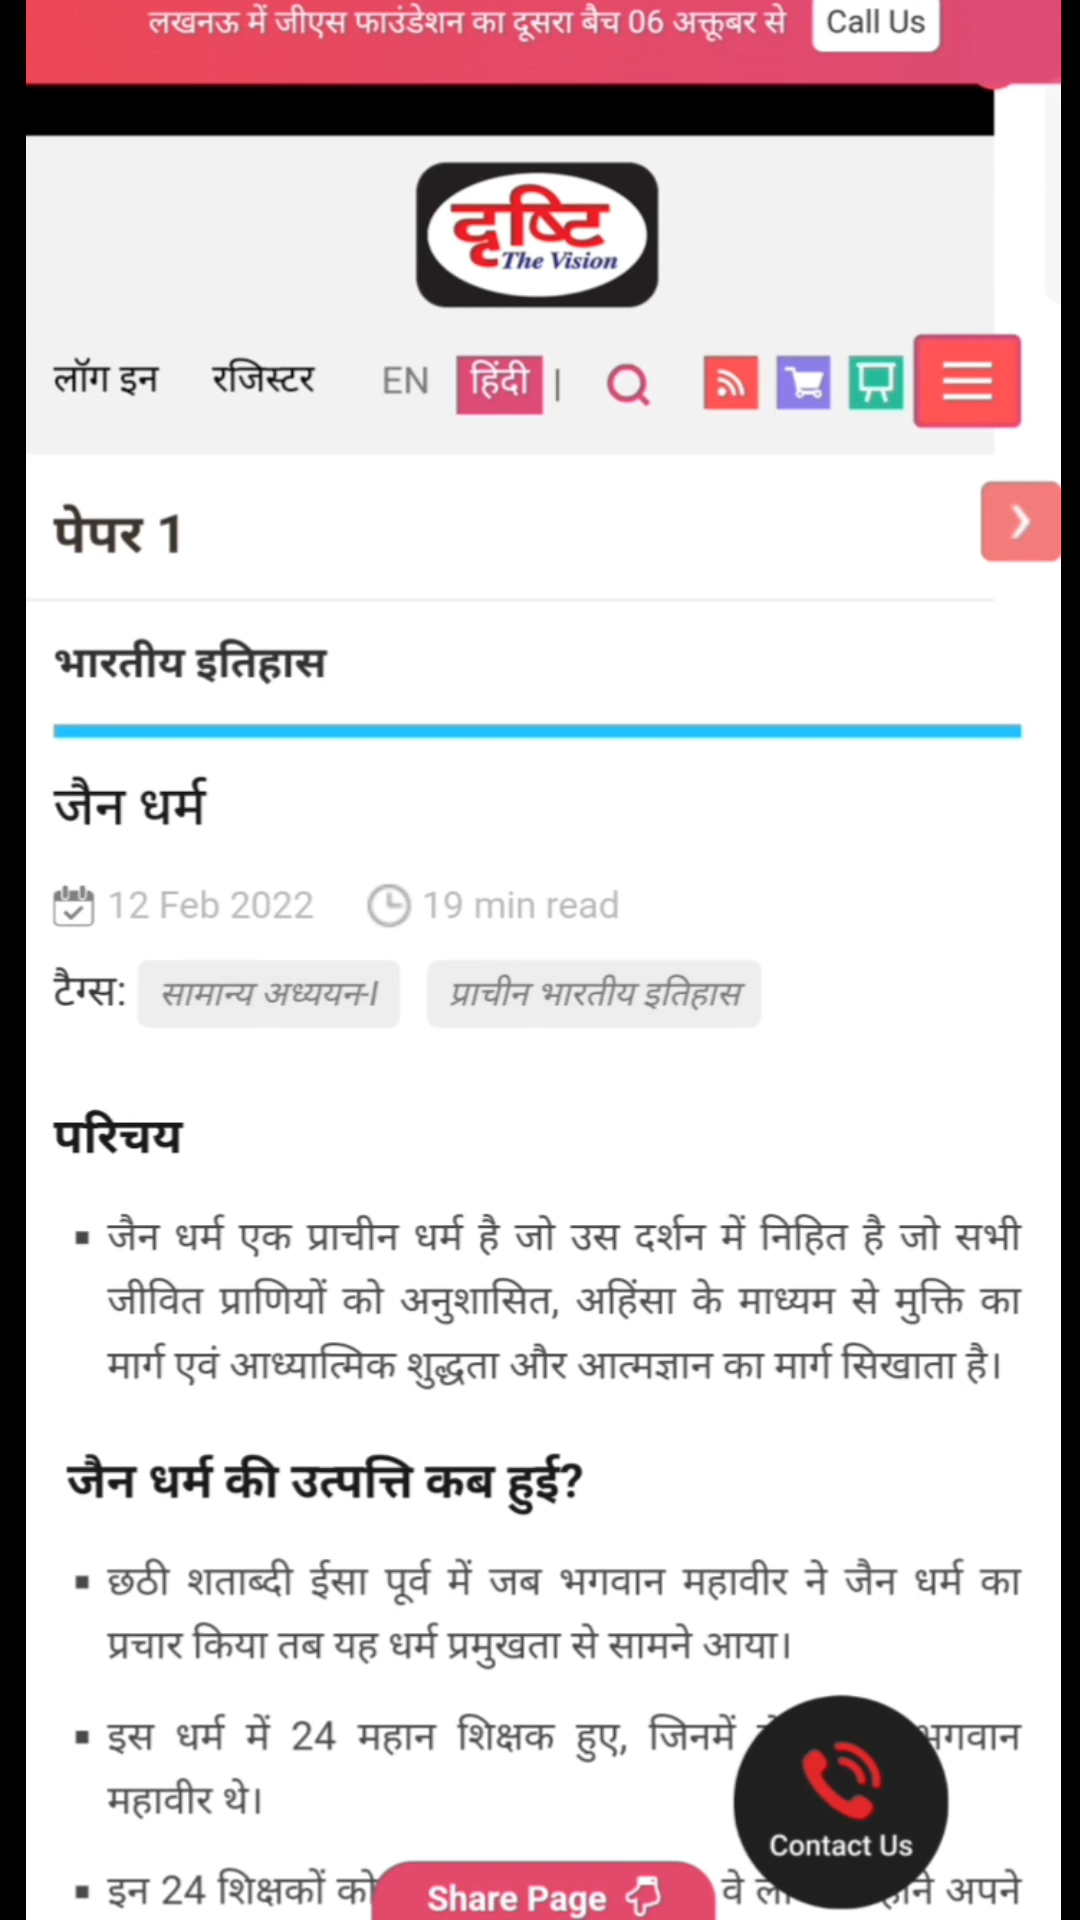 लखनऊ में जीएस फाउंडेशन का दूसरा बैच 06 अक्तूबर से Call Us
दृष्टि
The Vision
लॉग इन रजिस्टर EN हिंदी |
पेपर 1
भारतीय इतिहास
जैन धर्म
12 Feb 2022 19 min read
टैग्स: सामान्य अध्ययन-I प्राचीन भारतीय इतिहास
परिचय
जैन धर्म एक प्राचीन धर्म है जो उस दर्शन में निहित है जो सभी
जीवित प्राणियों को अनुशासित, अहिंसा के माध्यम से मुक्ति का
मार्ग एवं आध्यात्मिक शुद्धता और आत्मज्ञान का मार्ग सिखाता है।
जैन धर्म की उत्पत्ति कब हुई?
छठी शताब्दी ईसा पूर्व में जब भगवान महावीर ने जैन धर्म का
प्रचार किया तब यह धर्म प्रमुखता से सामने आया।
इस धर्म में 24 महान शिक्षक हुए, जिनमें भगवान
महावीर थे।
Contact Us
इन 24 शिक्षकों को वे अपने
Share Page